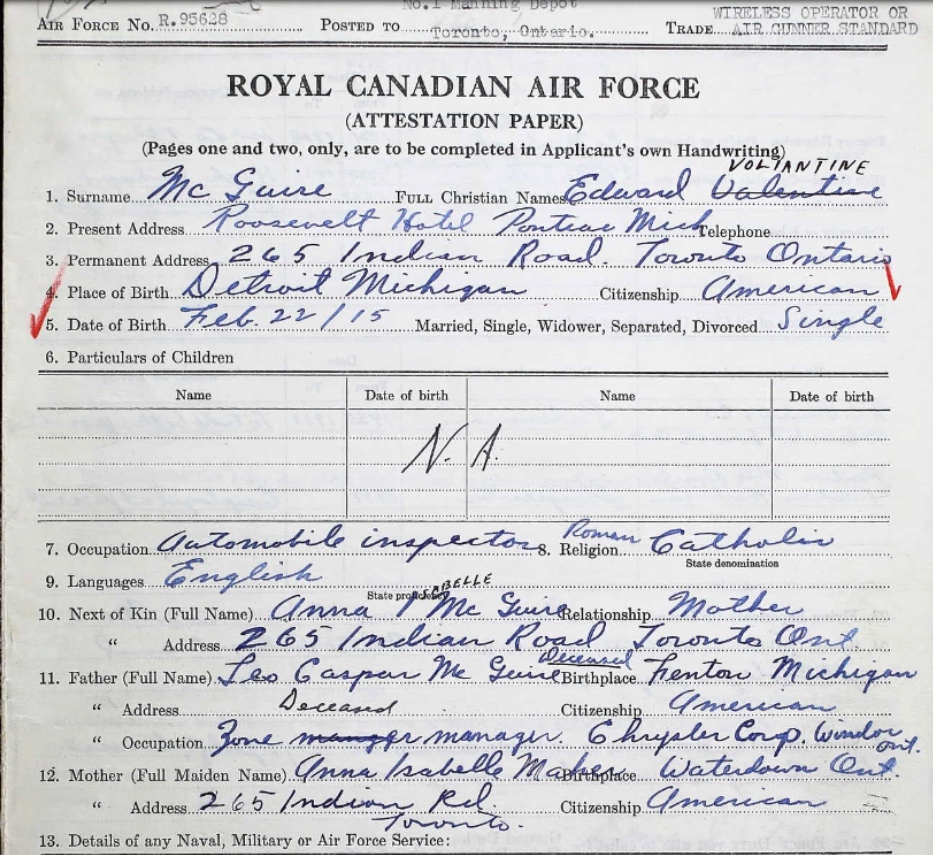 No. 1 Manning Depot WIRELESS OPERATOR OR
AIR FORCE NO. R.95628 POSTED TO Toronto, Ontario. TRADE AIR GUNNER STANDARD
ROYAL CANADIAN AIR FORCE
(ATTESTATION PAPER)
(Pages one and two, only, are to be completed in Applicant's own Handwriting)
VOLANTINE
1. Surname Mc Guire FULL Christian Names Edward Valentine
2. Present Address Roosevelt Hotel Pontiac Mich Telephone
3. Permanent Address 265 Indian Road. Toronto Ontario
4. Place of Birth Detroit Michigan Citizenship American
5. Date of Birth Feb. 22/15 Married, Single, Widower, Separated, Divorced Single
6. Particulars of Children
Name Date of birth Name Date of birth
N. A.
7. Occupation Automobile inspector 8. Religion Roman Catholic
State denomination
9. Languages English
State proficiency BELLE
10. Next of Kin (Full Name) Anna I Mc Guire Relationship Mother
" Address 265 Indian Road Toronto Ont.
11. Father (Full Name) Leo Caspar Mc Guire Deceased Birthplace Fenton Michigan
" Address Deceased Citizenship American
" Occupation Zone manager manager. Chrysler Corp. Windsor ont.
12. Mother (Full Maiden Name) Anna Isabelle Birthplace Waterdown Ont.
" Address 265 Indian Rd. Citizenship American
Toronto.
13. Details of any Naval, Military or Air Force Service: